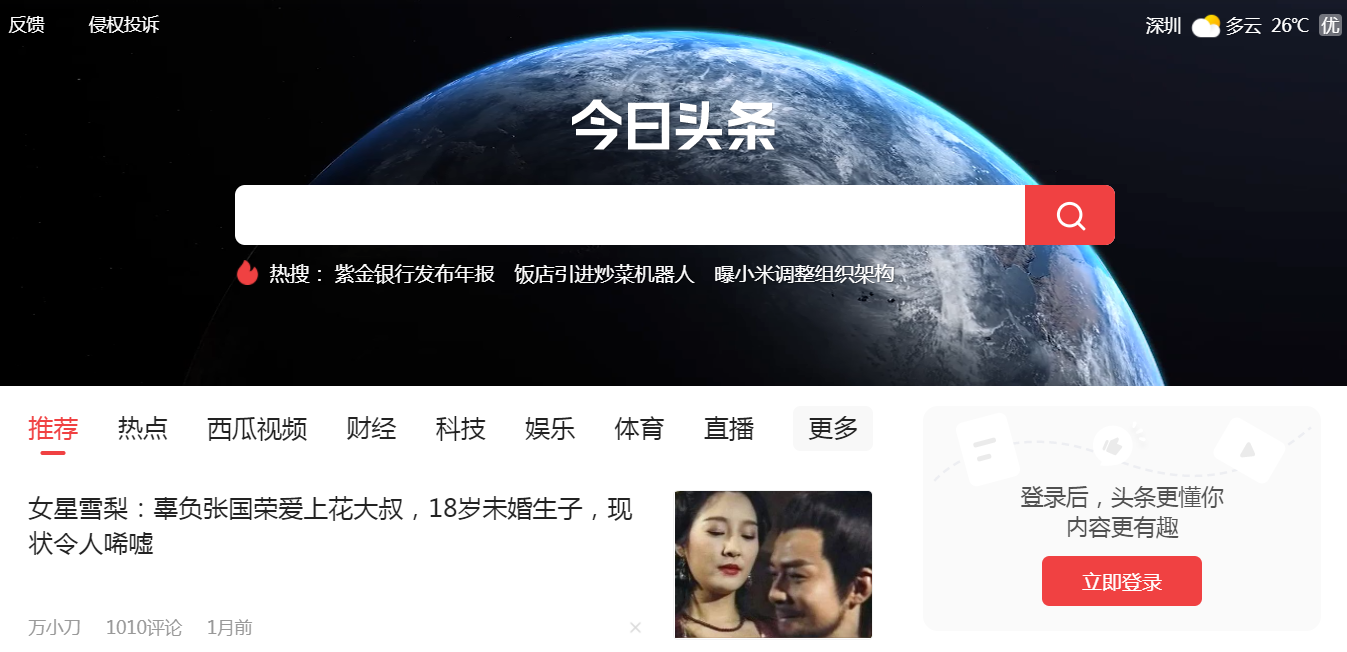 反馈 侵权投诉 深圳 多云 26℃ 优
今日头条
热搜： 紫金银行发布年报 饭店引进炒菜机器人 曝小米调整组织架构
推荐 热点 西瓜视频 财经 科技 娱乐 体育 直播 更多
女星雪梨：辜负张国荣爱上花大叔，18岁未婚生子，现
状令人唏嘘
万小刀 1010评论 1月前
登录后，头条更懂你
内容更有趣
立即登录